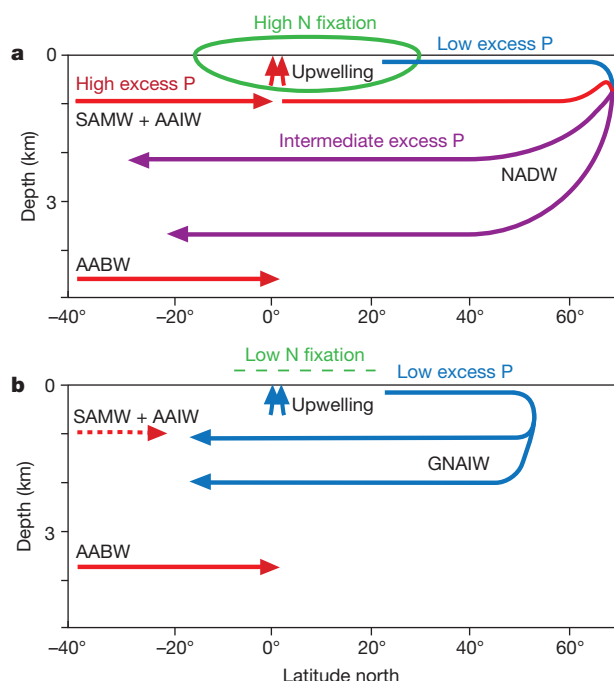 High N fixation
a
0
Low excess P
Upwelling
High excess P
SAMW + AAIW
Intermediate excess P
NADW
Depth (km)
3
AABW
–40° –20° 0° 20° 40° 60°
Low N fixation
b
0
Low excess P
SAMW + AAIW
Upwelling
GNAIW
Depth (km)
3
AABW
–40° –20° 0° 20° 40° 60°
Latitude north